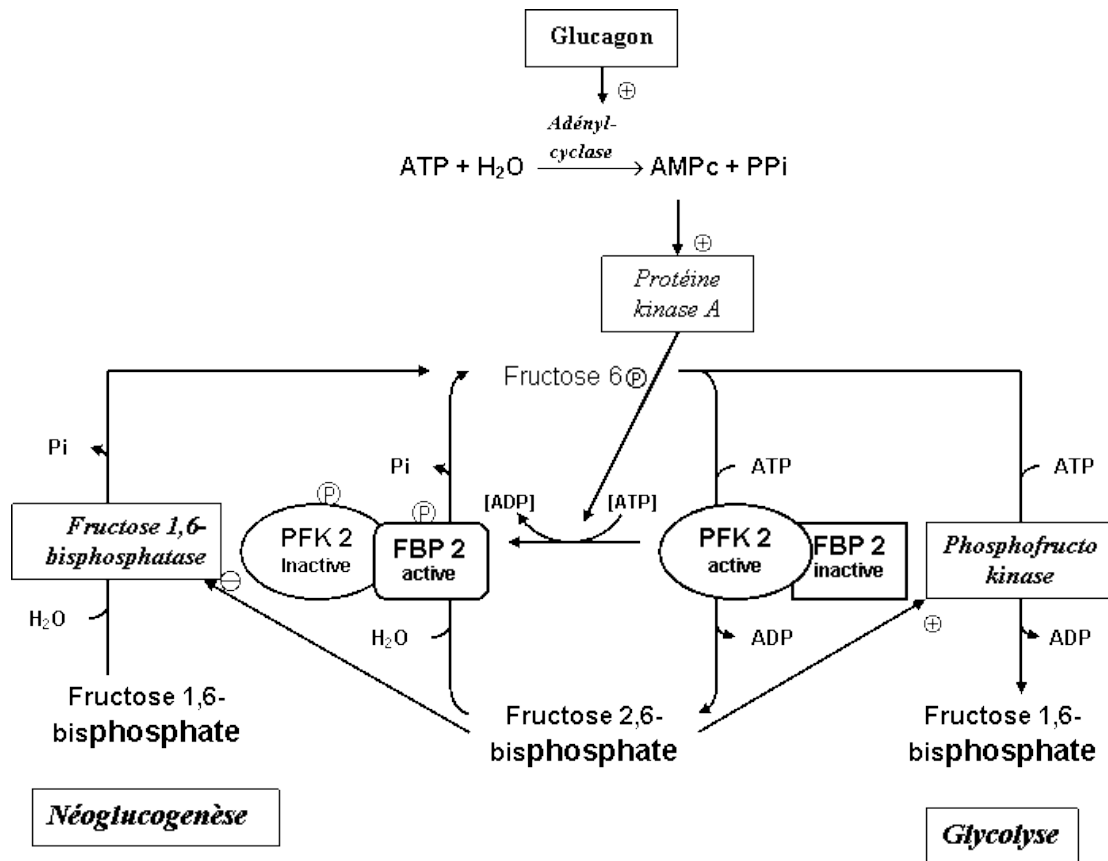 Glucagon
⊕
Adényl-
cyclase
ATP + H₂O → AMPc + PPi
⊕
Protéine
kinase A
Fructose 6 Ⓟ
Pi
Pi
[ADP]
[ATP]
ATP
ATP
Ⓟ
Ⓟ
Fructose 1,6-
bisphosphatase
PFK 2
Inactive
FBP 2
active
PFK 2
active
FBP 2
inactive
Phosphofructo
kinase
⊖
⊕
H₂O
H₂O
ADP
ADP
Fructose 1,6-
bisphosphate
Fructose 2,6-
bisphosphate
Fructose 1,6-
bisphosphate
Néoglucogenèse
Glycolyse